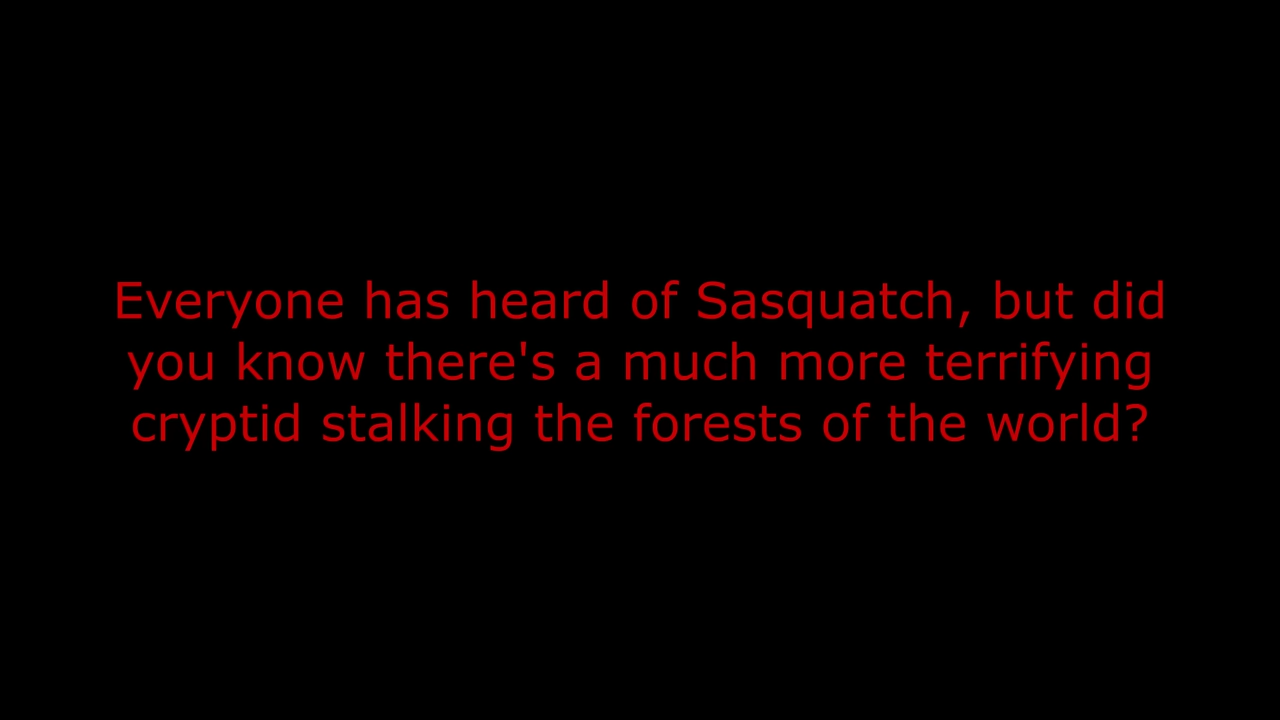 Everyone has heard of Sasquatch, but did
you know there's a much more terrifying
cryptid stalking the forests of the world?